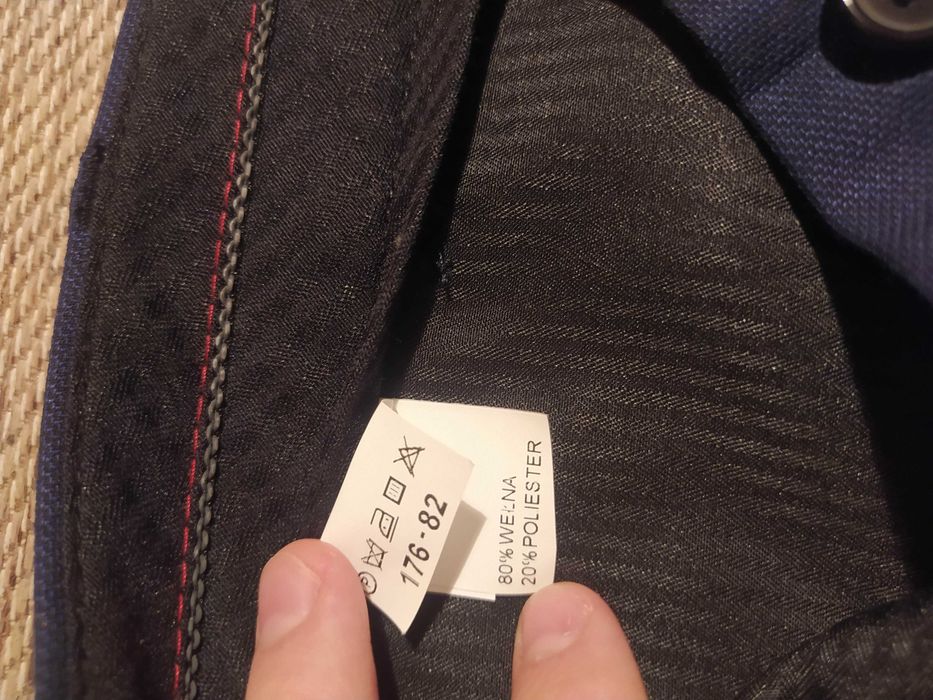 176-82
80% WEŁNA
20% POLIESTER